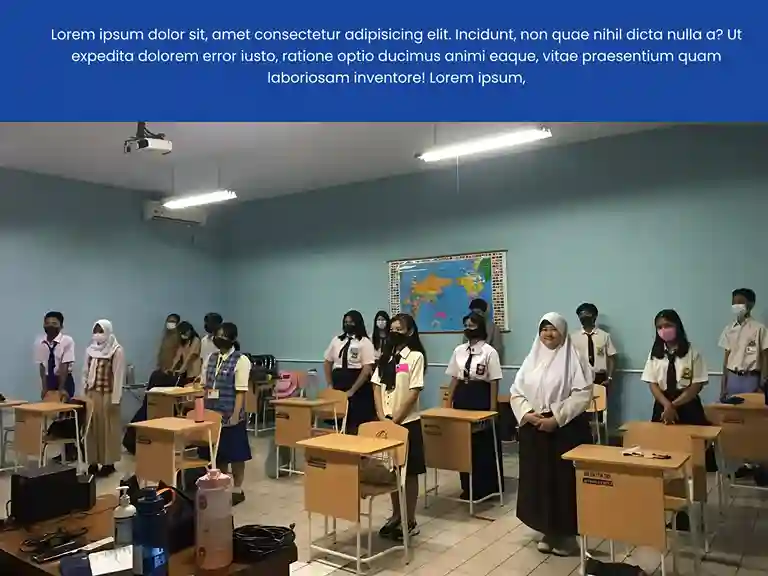 Lorem ipsum dolor sit, amet consectetur adipisicing elit. Incidunt, non quae nihil dicta nulla a? Ut
expedita dolorem error iusto, ratione optio ducimus animi eaque, vitae praesentium quam
laboriosam inventore! Lorem ipsum,